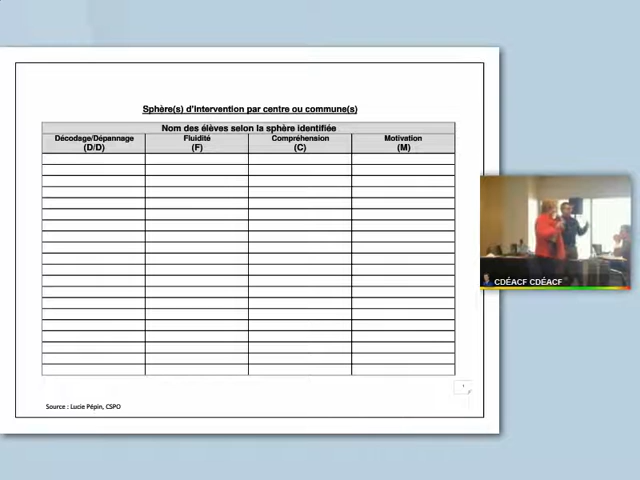 Sphère(s) d'intervention par centre ou commune(s)
Nom des élèves selon la sphère identifiée
Décodage/Dépannage Fluidité Compréhension Motivation
(D/D) (F) (C) (M)
Source : Lucie Pépin, CSPO
CDÉACF CDÉACF